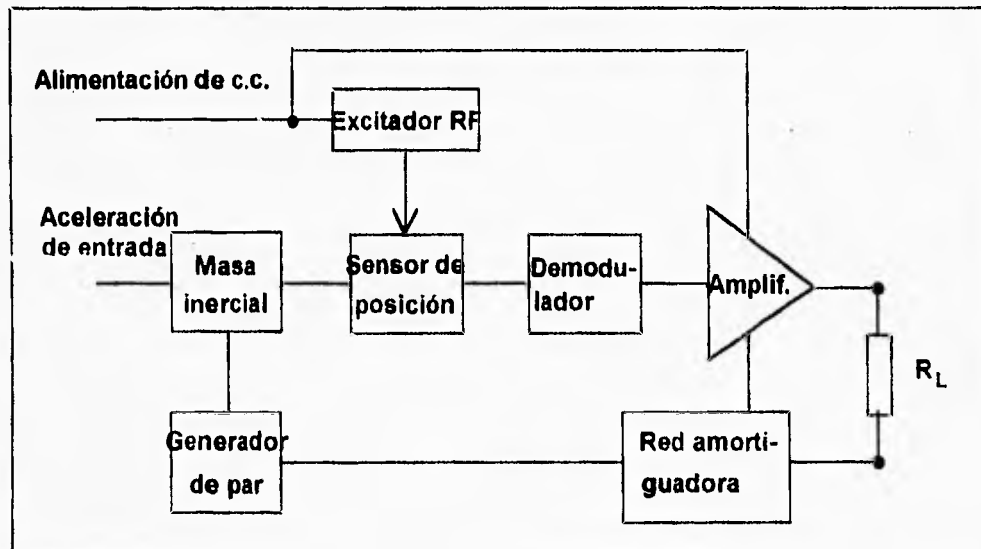 Alimentación de c.c.
Excitador RF
Aceleración
de entrada
Masa
inercial
Sensor de
posición
Demodu-
lador
Amplif.
R_L
Generador
de par
Red amorti-
guadora